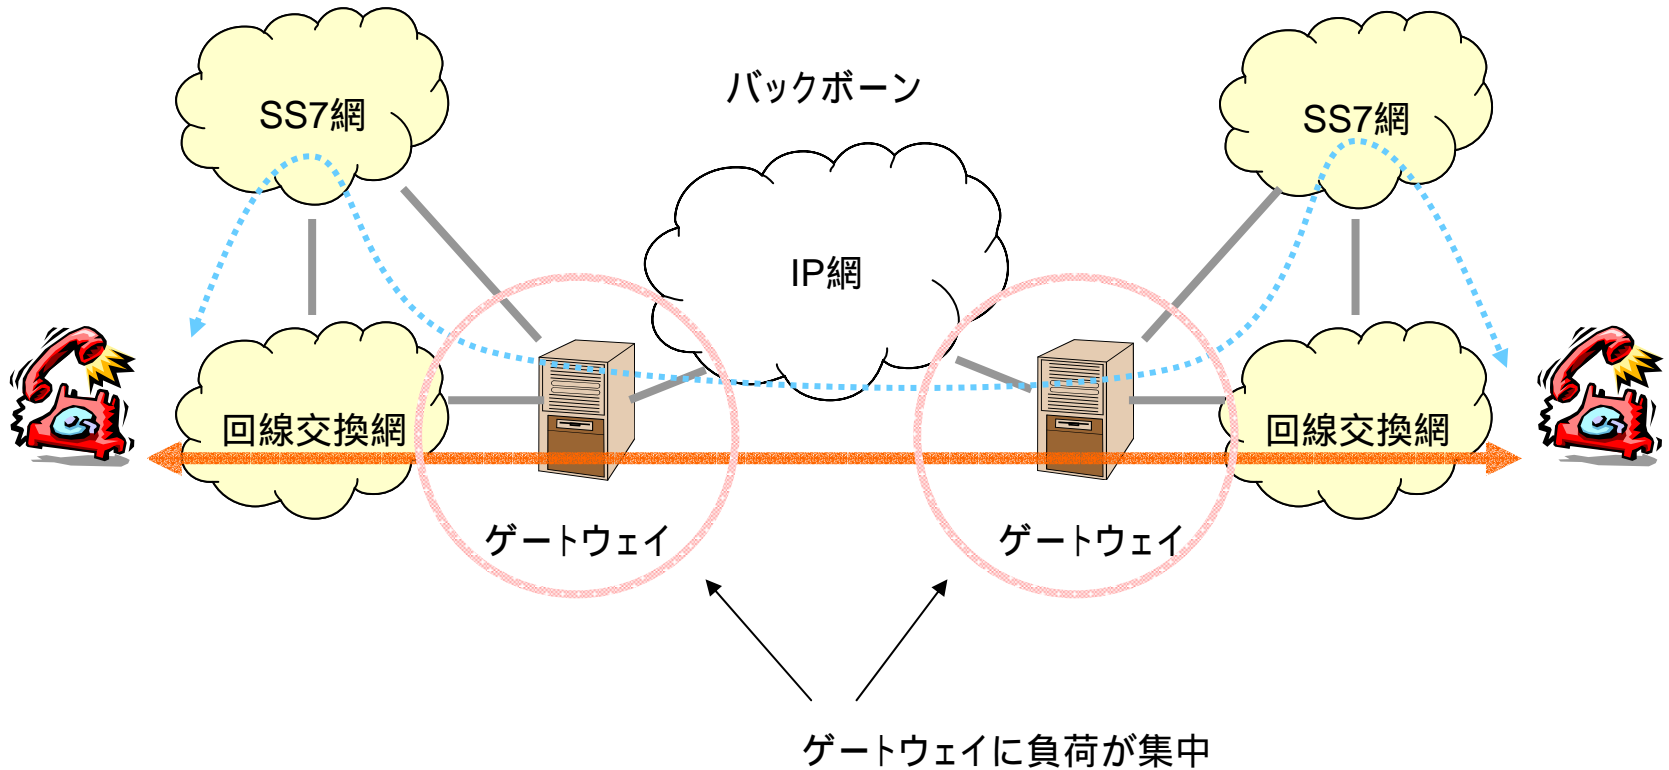 バックボーン
SS7網
SS7網
IP網
回線交換網
回線交換網
ゲートウェイ
ゲートウェイ
ゲートウェイに負荷が集中